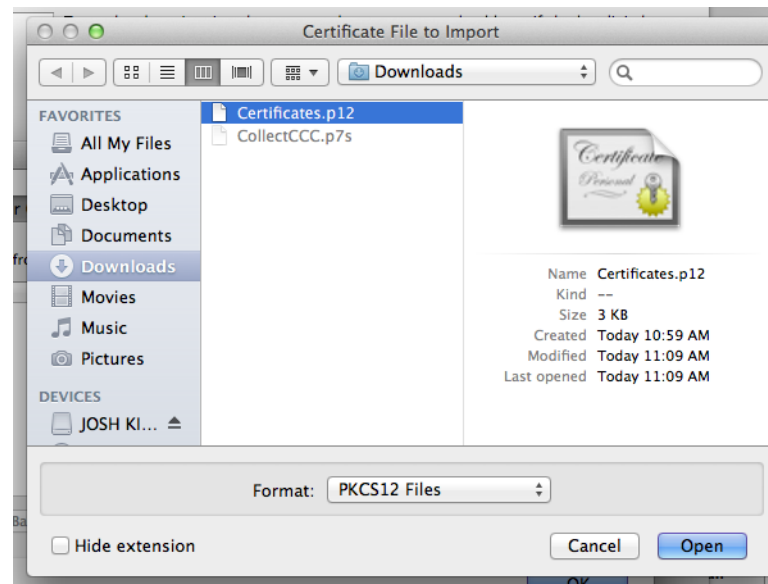 Certificate File to Import
Downloads
FAVORITES
All My Files
Applications
Desktop
Documents
Downloads
Movies
Music
Pictures
DEVICES
JOSH KI...
Certificates.p12
CollectCCC.p7s
Certificate
Personal
Name Certificates.p12
Kind --
Size 3 KB
Created Today 10:59 AM
Modified Today 11:09 AM
Last opened Today 11:09 AM
Format: PKCS12 Files
Hide extension
Cancel
Open
OK